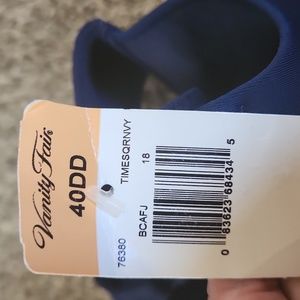 Vanity Fair
40DD
76380
TIMESQRNVY
BCAFJ
18
0 83623 68434 5